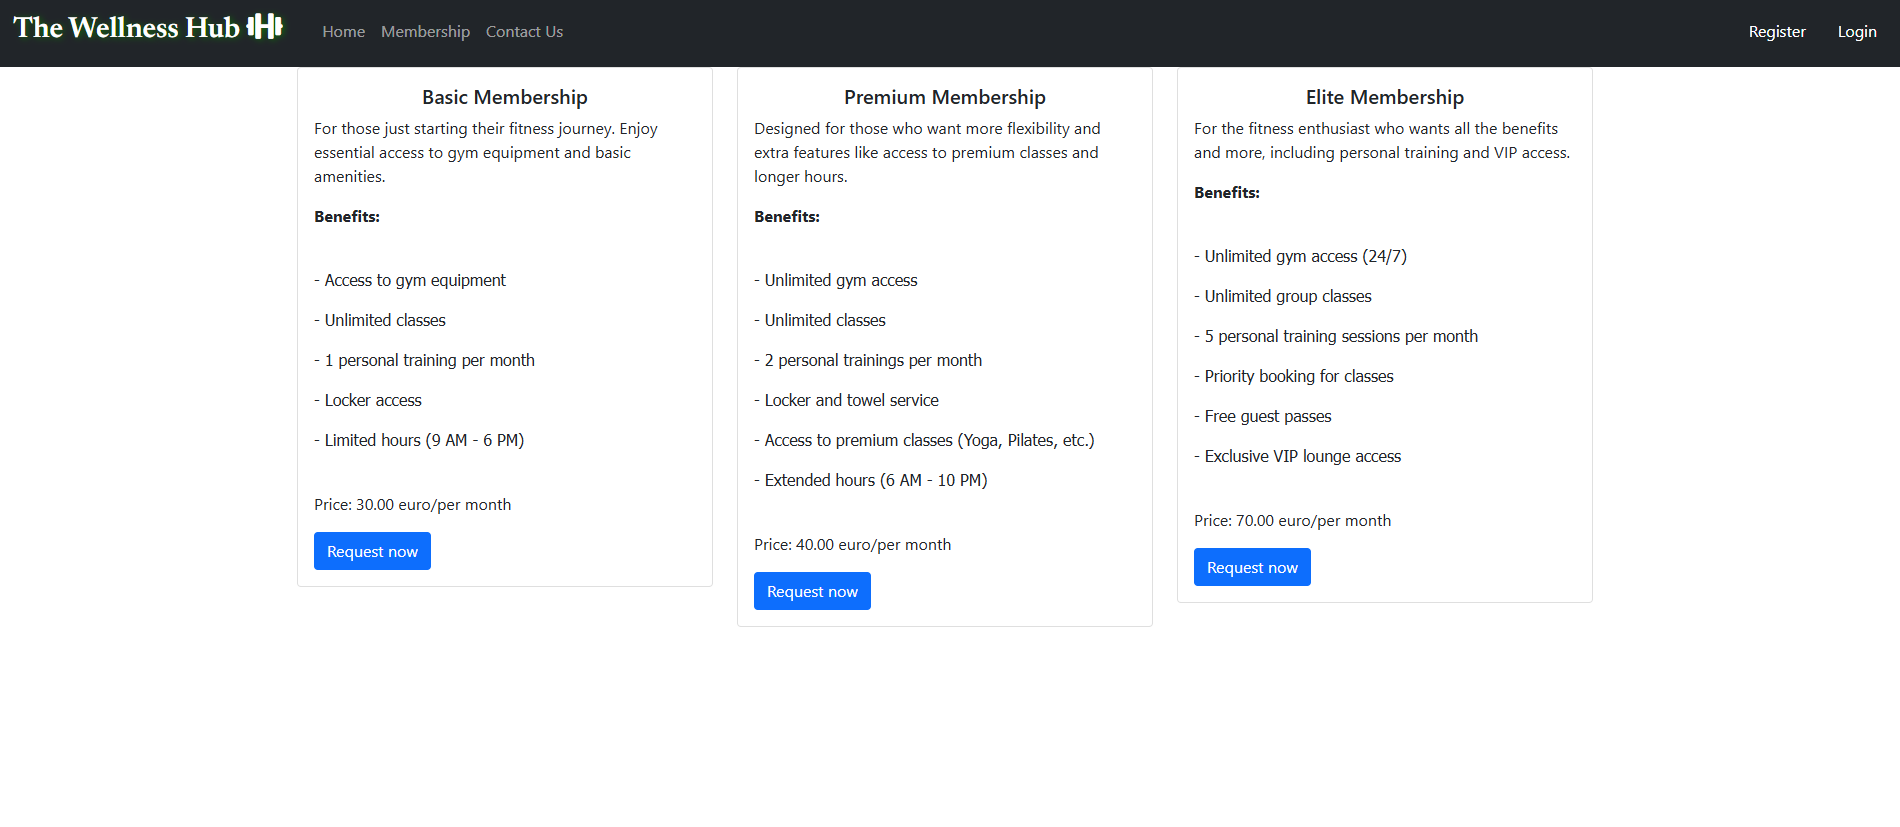 The Wellness Hub
Home Membership Contact Us
Register Login
Basic Membership
For those just starting their fitness journey. Enjoy
essential access to gym equipment and basic
amenities.
Benefits:
- Access to gym equipment
- Unlimited classes
- 1 personal training per month
- Locker access
- Limited hours (9 AM - 6 PM)
Price: 30.00 euro/per month
Request now
Premium Membership
Designed for those who want more flexibility and
extra features like access to premium classes and
longer hours.
Benefits:
- Unlimited gym access
- Unlimited classes
- 2 personal trainings per month
- Locker and towel service
- Access to premium classes (Yoga, Pilates, etc.)
- Extended hours (6 AM - 10 PM)
Price: 40.00 euro/per month
Request now
Elite Membership
For the fitness enthusiast who wants all the benefits
and more, including personal training and VIP access.
Benefits:
- Unlimited gym access (24/7)
- Unlimited group classes
- 5 personal training sessions per month
- Priority booking for classes
- Free guest passes
- Exclusive VIP lounge access
Price: 70.00 euro/per month
Request now